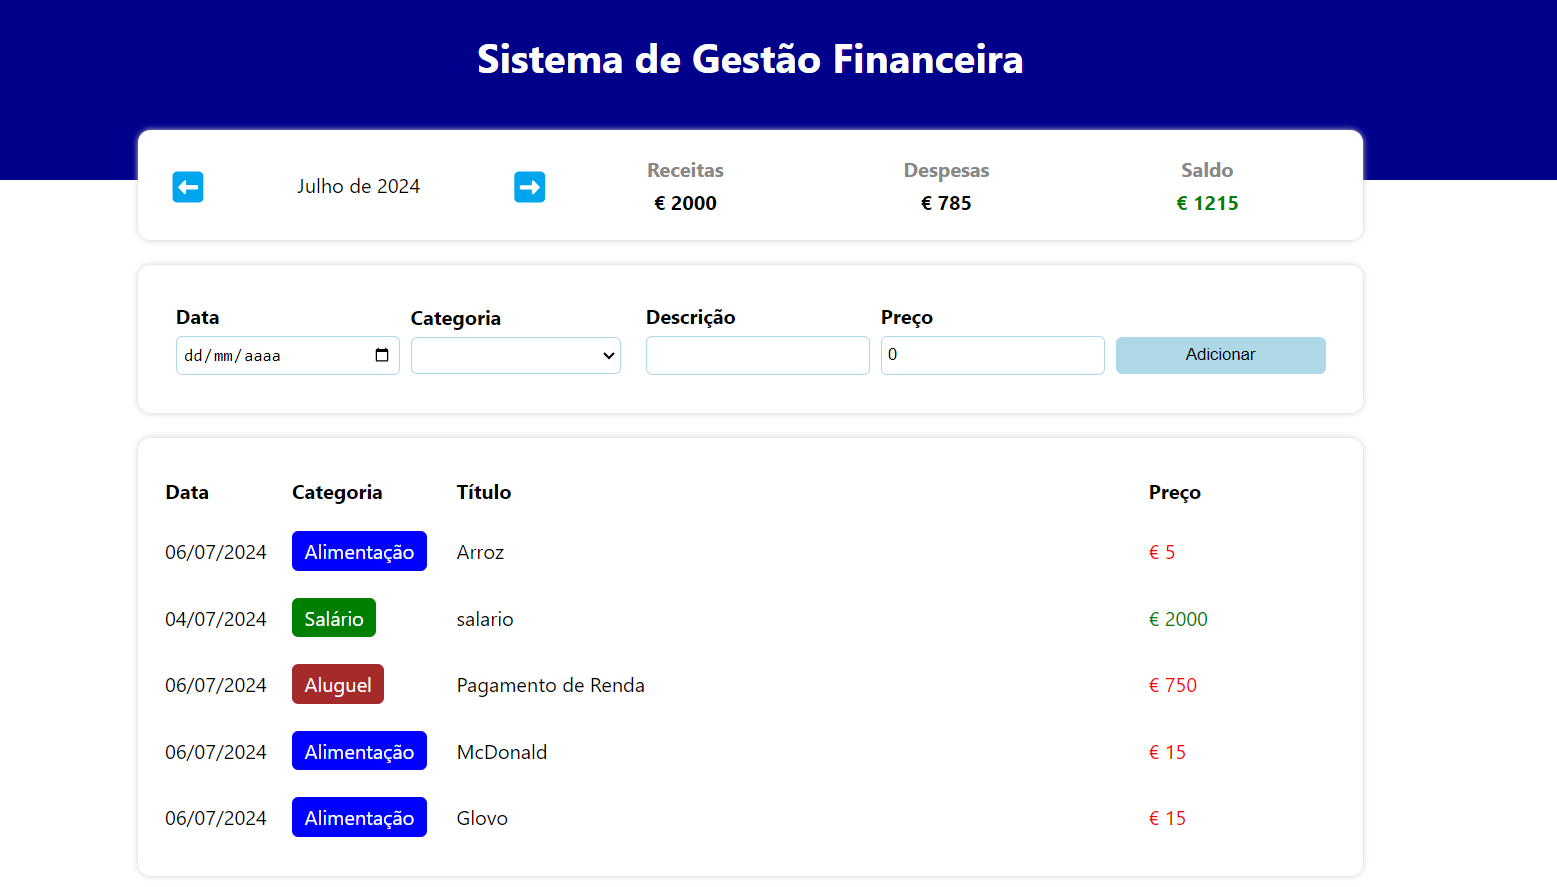 Sistema de Gestão Financeira
Julho de 2024
Receitas
€ 2000
Despesas
€ 785
Saldo
€ 1215
Data
Categoria
Descrição
Preço
dd/mm/aaaa
0
Adicionar
Data Categoria Título Preço
06/07/2024 Alimentação Arroz € 5
04/07/2024 Salário salario € 2000
06/07/2024 Aluguel Pagamento de Renda € 750
06/07/2024 Alimentação McDonald € 15
06/07/2024 Alimentação Glovo € 15